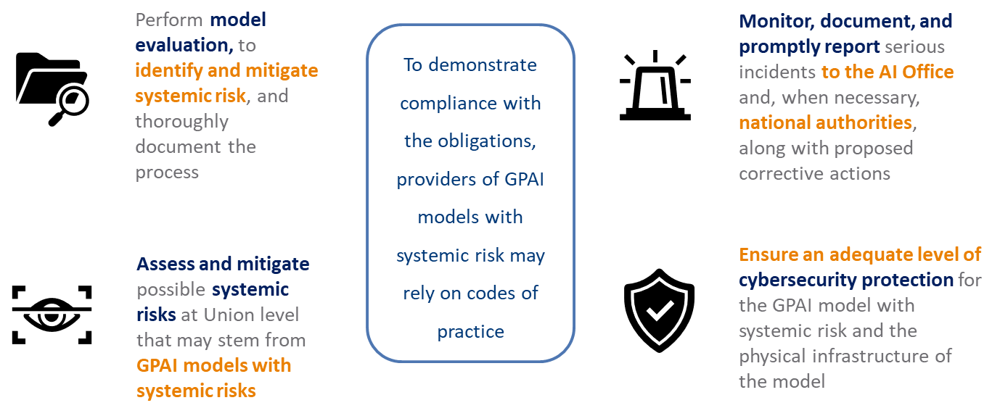 Perform model
evaluation, to
identify and mitigate
systemic risk, and
thoroughly
document the
process
Assess and mitigate
possible systemic
risks at Union level
that may stem from
GPAI models with
systemic risks
To demonstrate
compliance with
the obligations,
providers of GPAI
models with
systemic risk may
rely on codes of
practice
Monitor, document, and
promptly report serious
incidents to the AI Office
and, when necessary,
national authorities,
along with proposed
corrective actions
Ensure an adequate level of
cybersecurity protection for
the GPAI model with
systemic risk and the
physical infrastructure of
the model